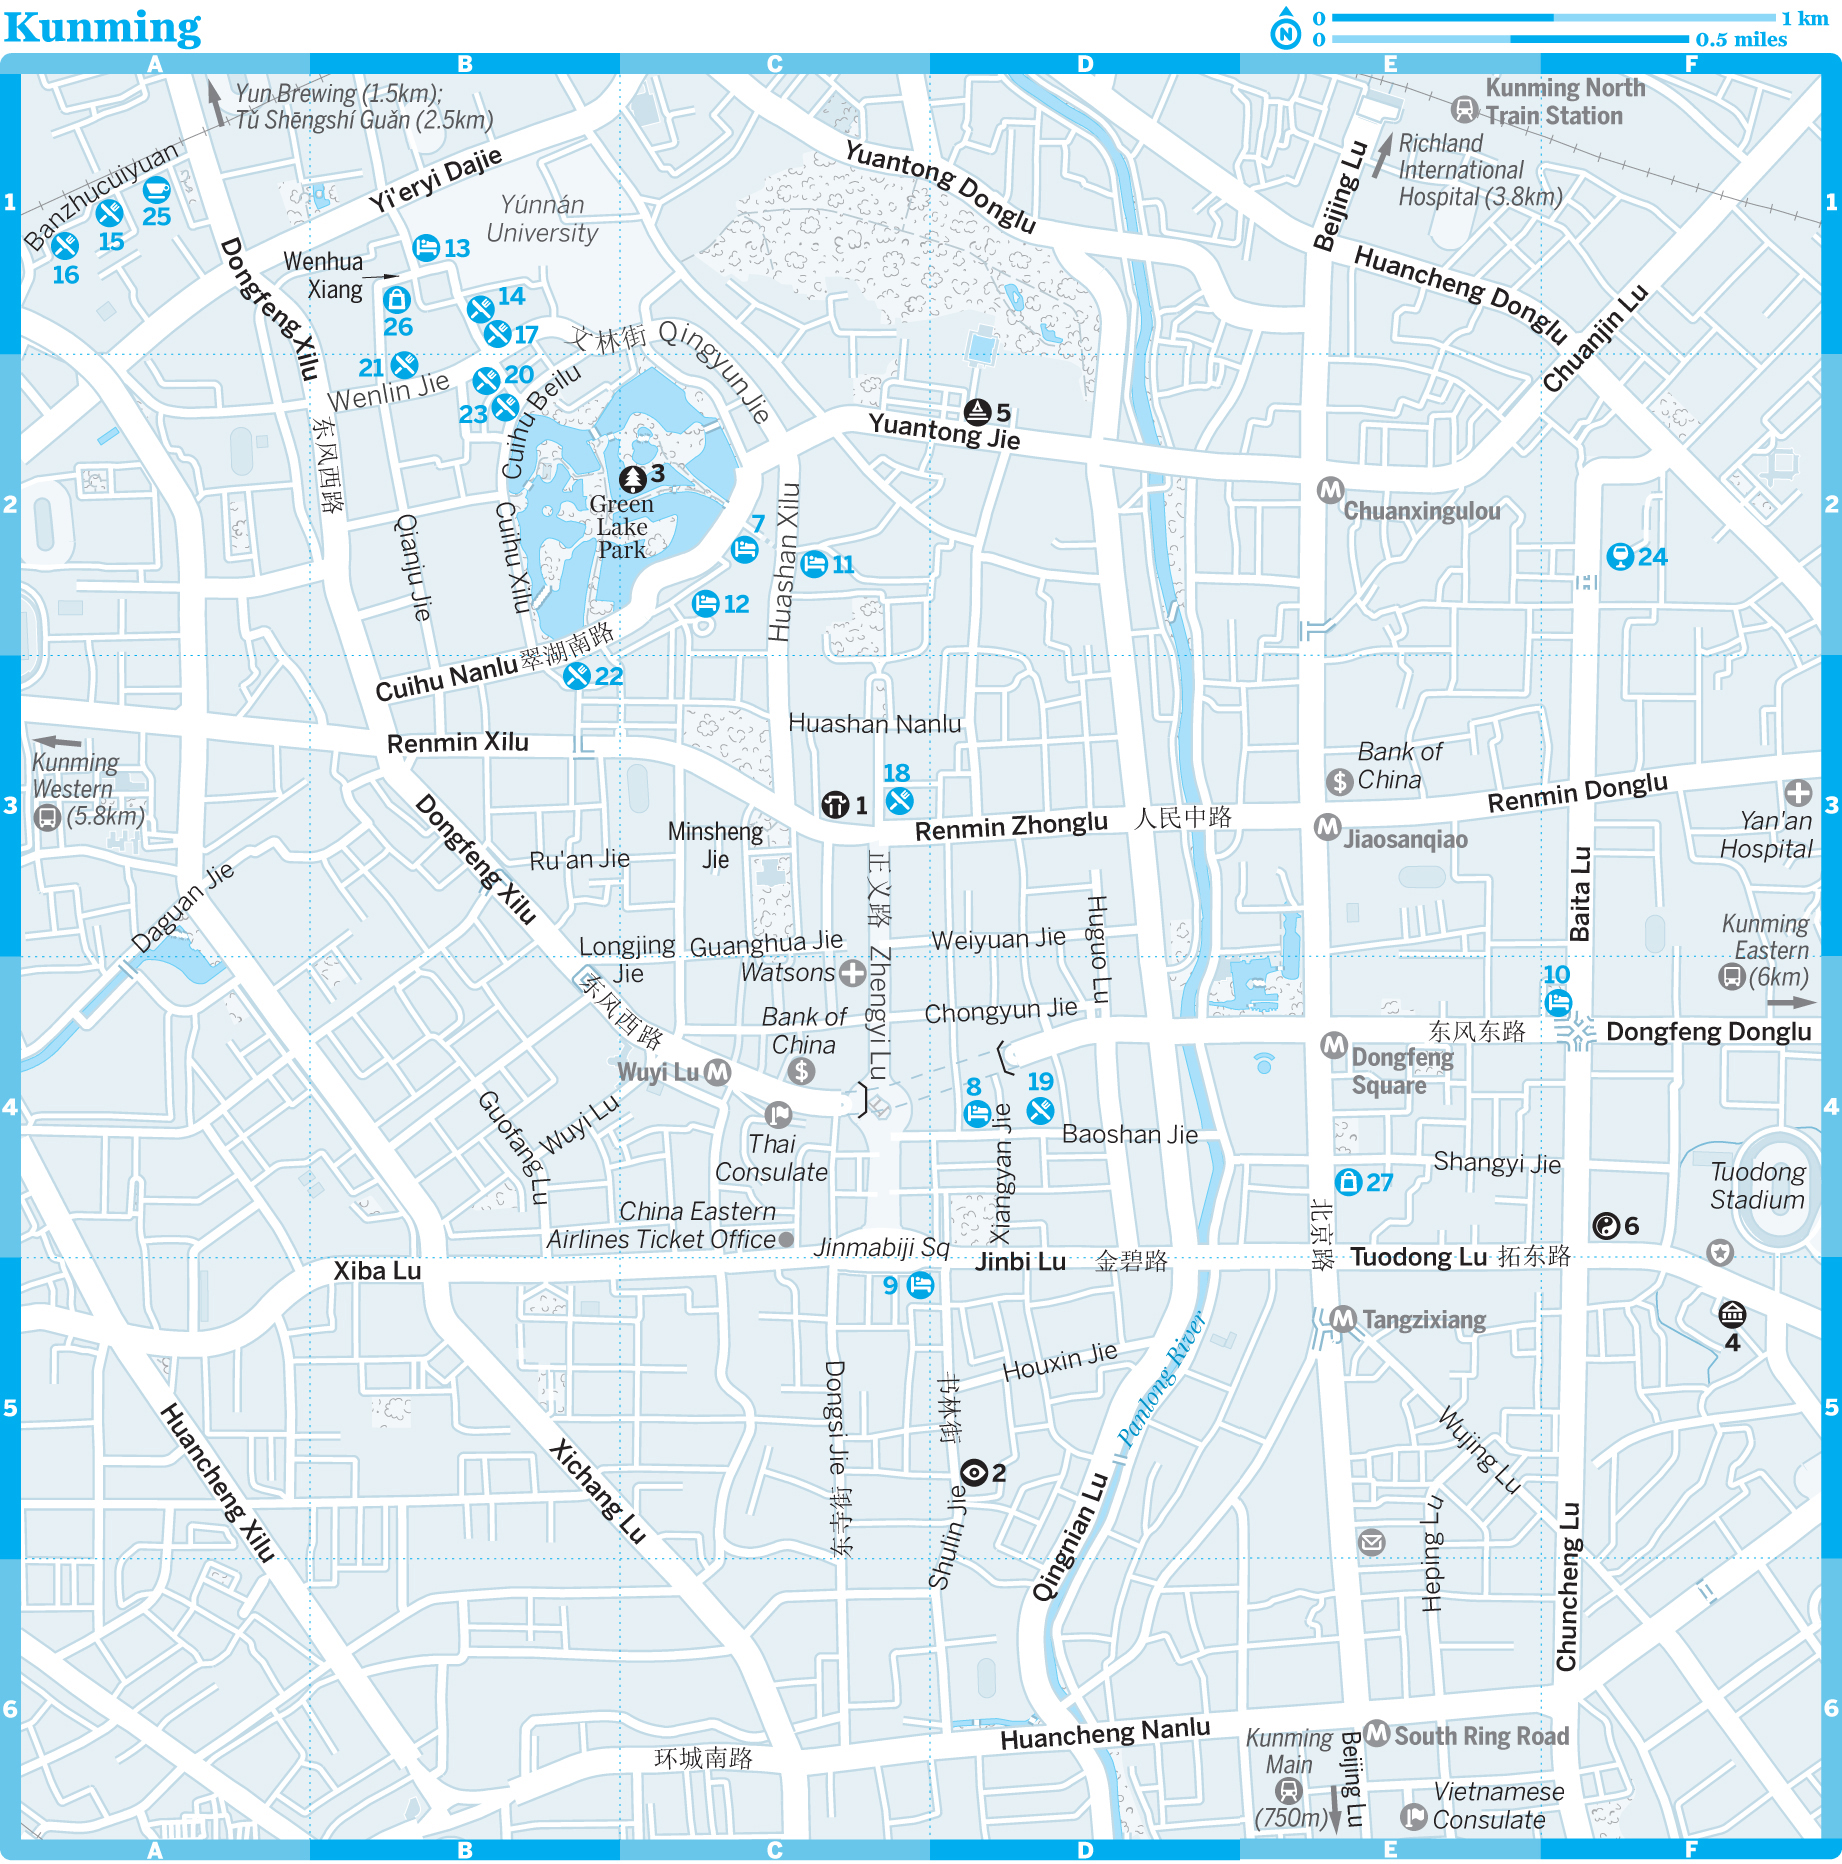 Kunming
0
1 km
N
0
0.5 miles
A
B
C
D
E
F
1
1
2
2
3
3
4
4
5
5
6
6
Yun Brewing (1.5km);
Tǔ Shēngshí Guǎn (2.5km)
Kunming North
Train Station
Richland
International
Hospital (3.8km)
Banzhucuiyuan
25
15
16
Yi'eryi Dajie
Yúnnán
University
Yuantong Donglu
Beijing Lu
Huancheng Donglu
Chuanjin Lu
Dongfeng Xilu
Wenhua
Xiang
13
14
26
17
文林街
Qingyun Jie
21
Wenlin Jie
20
23
Cuihu Beilu
东风西路
5
Yuantong Jie
3
Green
Lake
Park
M
Chuanxingulou
Cuihu Xilu
Qianju Jie
7
11
12
Huashan Xilu
24
Cuihu Nanlu
翠湖南路
22
Huashan Nanlu
Renmin Xilu
Kunming
Western
(5.8km)
Bank of
$
China
Renmin Donglu
18
1
Renmin Zhonglu
人民中路
M
Jiaosanqiao
Yan'an
Hospital
Dongfeng Xilu
Minsheng
Jie
Ru'an Jie
正义路
Zhengyi Lu
Daguan Jie
Huguo Lu
Baita Lu
Kunming
Eastern
(6km)
Longjing
Jie
Guanghua Jie
Weiyuan Jie
Watsons
10
东风西路
Bank of
China
$
Chongyun Jie
东风东路
Dongfeng Donglu
Wuyi Lu
M
M
Dongfeng
Square
8
19
Guofang Lu
Wuyi Lu
Thai
Consulate
Xiangyan Jie
Baoshan Jie
Shangyi Jie
27
Tuodong
Stadium
6
China Eastern
Airlines Ticket Office
Jinmabiji Sq
Jinbi Lu
金碧路
北京路
Tuodong Lu
拓东路
Xiba Lu
9
M
Tangzixiang
4
Panlong River
Houxin Jie
Dongsi Jie
东寺街
书林街
2
Shulin Jie
Huancheng Xilu
Xichang Lu
Qingnian Lu
Wujing Lu
Heping Lu
Chuncheng Lu
Huancheng Nanlu
环城南路
Kunming
Main
(750m)
Beijing Lu
M
South Ring Road
Vietnamese
Consulate
A
B
C
D
E
F